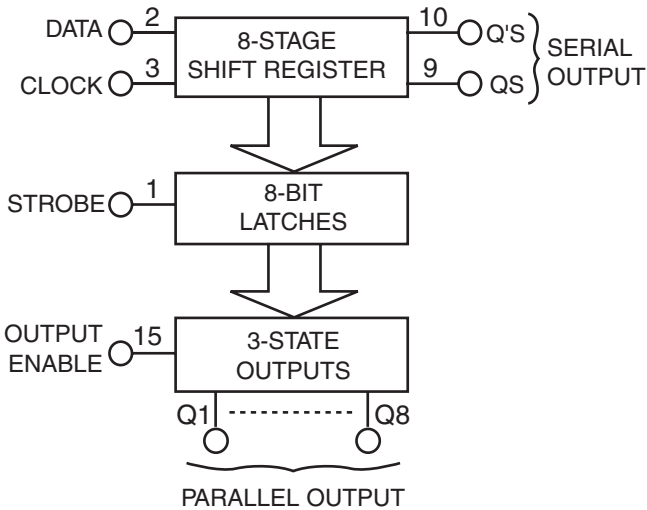 DATA 2
8-STAGE
SHIFT REGISTER
10 Q'S
CLOCK 3
9 QS
SERIAL
OUTPUT
STROBE 1
8-BIT
LATCHES
OUTPUT
ENABLE
15
3-STATE
OUTPUTS
Q1 Q8
PARALLEL OUTPUT